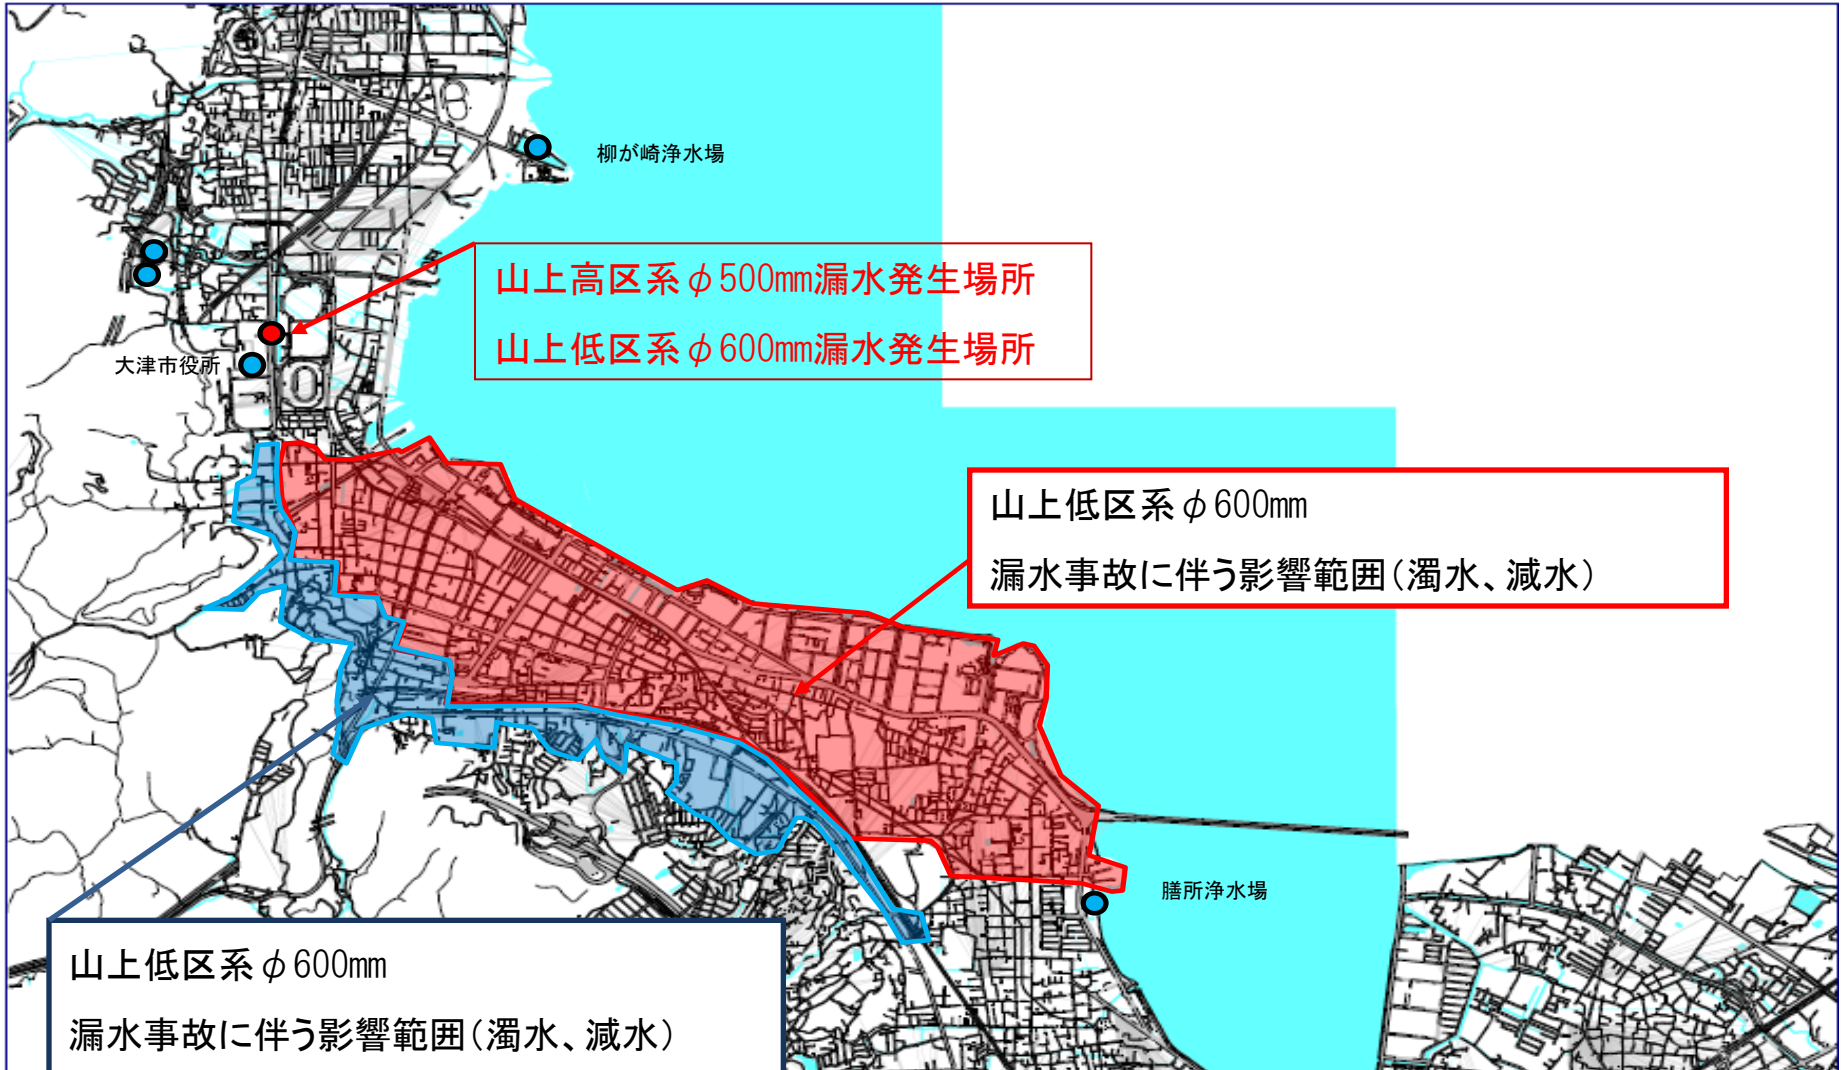 柳が崎浄水場
山上高区系φ500mm漏水発生場所
山上低区系φ600mm漏水発生場所
大津市役所
山上低区系φ600mm
漏水事故に伴う影響範囲(濁水、減水)
膳所浄水場
山上低区系φ600mm
漏水事故に伴う影響範囲(濁水、減水)